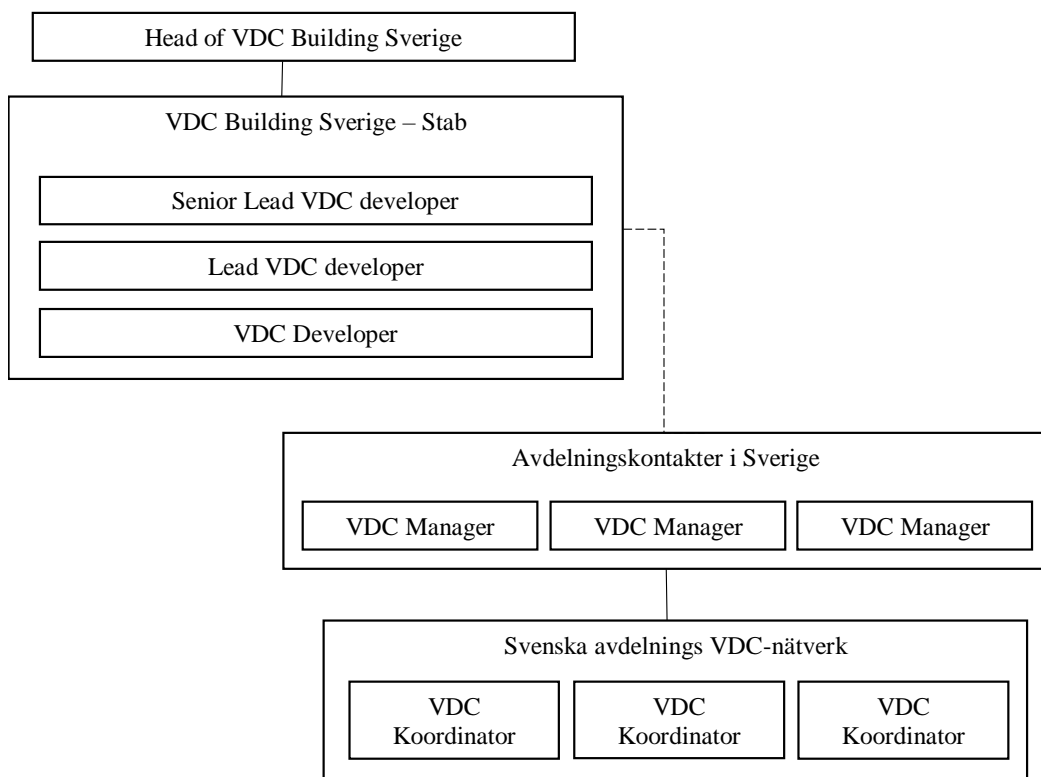 Head of VDC Building Sverige
VDC Building Sverige – Stab
Senior Lead VDC developer
Lead VDC developer
VDC Developer
Avdelningskontakter i Sverige
VDC Manager
VDC Manager
VDC Manager
Svenska avdelnings VDC-nätverk
VDC
Koordinator
VDC
Koordinator
VDC
Koordinator